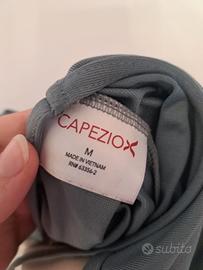 CAPEZIO
M
MADE IN VIETNAM
RN# 63356-2
subito